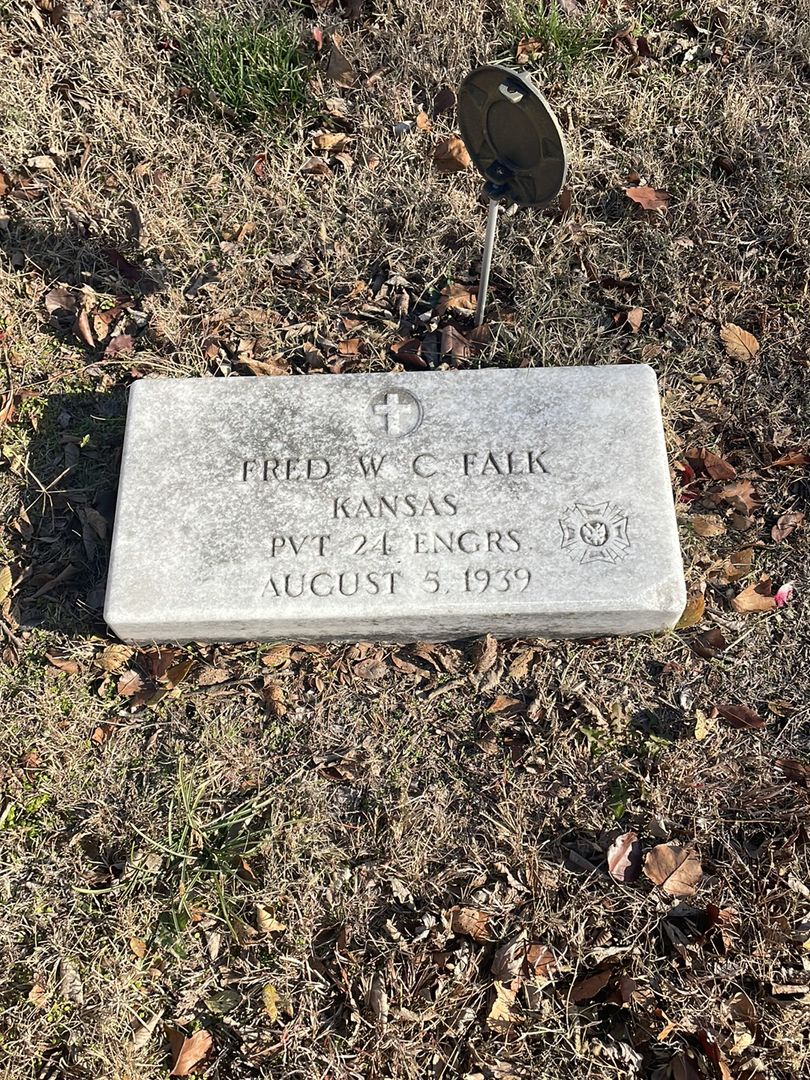 FRED W C FALK
KANSAS
PVT 24 ENGRS
AUGUST 5, 1939